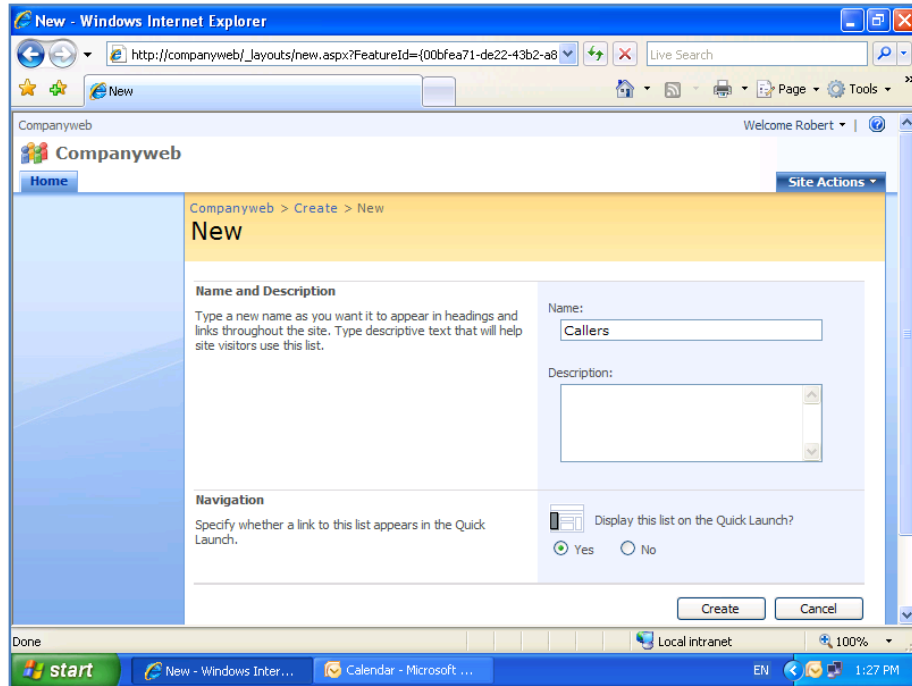 New - Windows Internet Explorer
http://companyweb/_layouts/new.aspx?FeatureId={00bfea71-de22-43b2-a8
Live Search
New
Page
Tools
»
Companyweb
Welcome Robert
Companyweb
Home
Site Actions
Companyweb > Create > New
New
Name and Description
Type a new name as you want it to appear in headings and
links throughout the site. Type descriptive text that will help
site visitors use this list.
Name:
Callers
Description:
Navigation
Specify whether a link to this list appears in the Quick
Launch.
Display this list on the Quick Launch?
Yes
No
Create
Cancel
Done
Local intranet
100%
start
New - Windows Inter...
Calendar - Microsoft ...
EN
1:27 PM